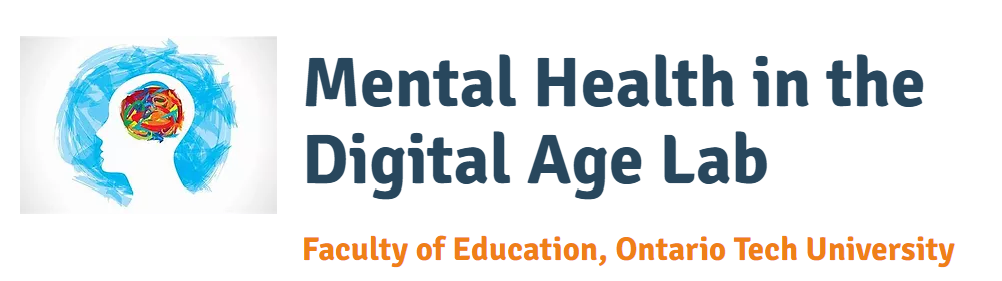 Mental Health in the
Digital Age Lab
Faculty of Education, Ontario Tech University